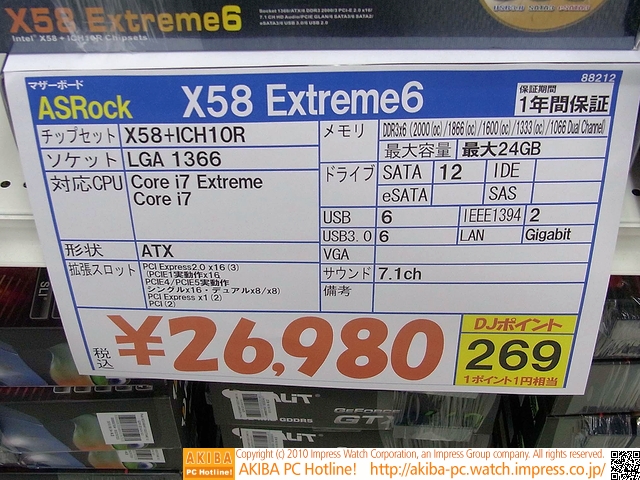 X58 Extreme6
Intel® X58 + ICH10R Chipsets
マザーボード
88212
ASRock
X58 Extreme6
保証期間
1年間保証
チップセット X58+ICH10R
ソケット LGA 1366
対応CPU Core i7 Extreme
Core i7
形状 ATX
拡張スロット PCI Express2.0 x16(3)
(PCIE1実動作x16
PCIE4/PCIE5実動作
シングルx16・デュアルx8/x8)
PCI Express x1(2)
PCI(2)
メモリ DDR3x6 (2000(oc)/1866(oc)/1600(oc)/1333(oc)/1066 Dual Channel)
最大容量 最大24GB
ドライブ SATA 12 IDE
eSATA SAS
USB 6 IEEE1394 2
USB3.0 6 LAN Gigabit
VGA
サウンド 7.1ch
備考
税込
¥26,980
DJポイント
269
1ポイント1円相当
GDDR5
GEFORCE
GTX
AKIBA
PC Hotline!
Copyright (c) 2010 Impress Watch Corporation, an Impress Group company. All rights reserved.
AKIBA PC Hotline! http://akiba-pc.watch.impress.co.jp/